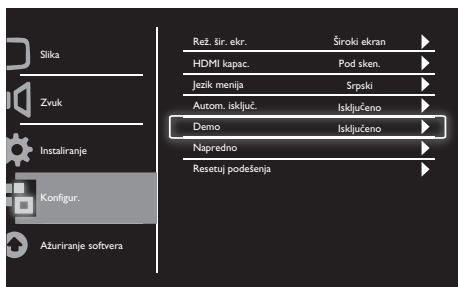 Slika
Zvuk
Instaliranje
Konfigur.
Ažuriranje softvera
Rež. šir. ekr. Široki ekran
HDMI kapac. Pod sken.
Jezik menija Srpski
Autom. isključ. Isključeno
Demo Isključeno
Napredno
Resetuj podešenja